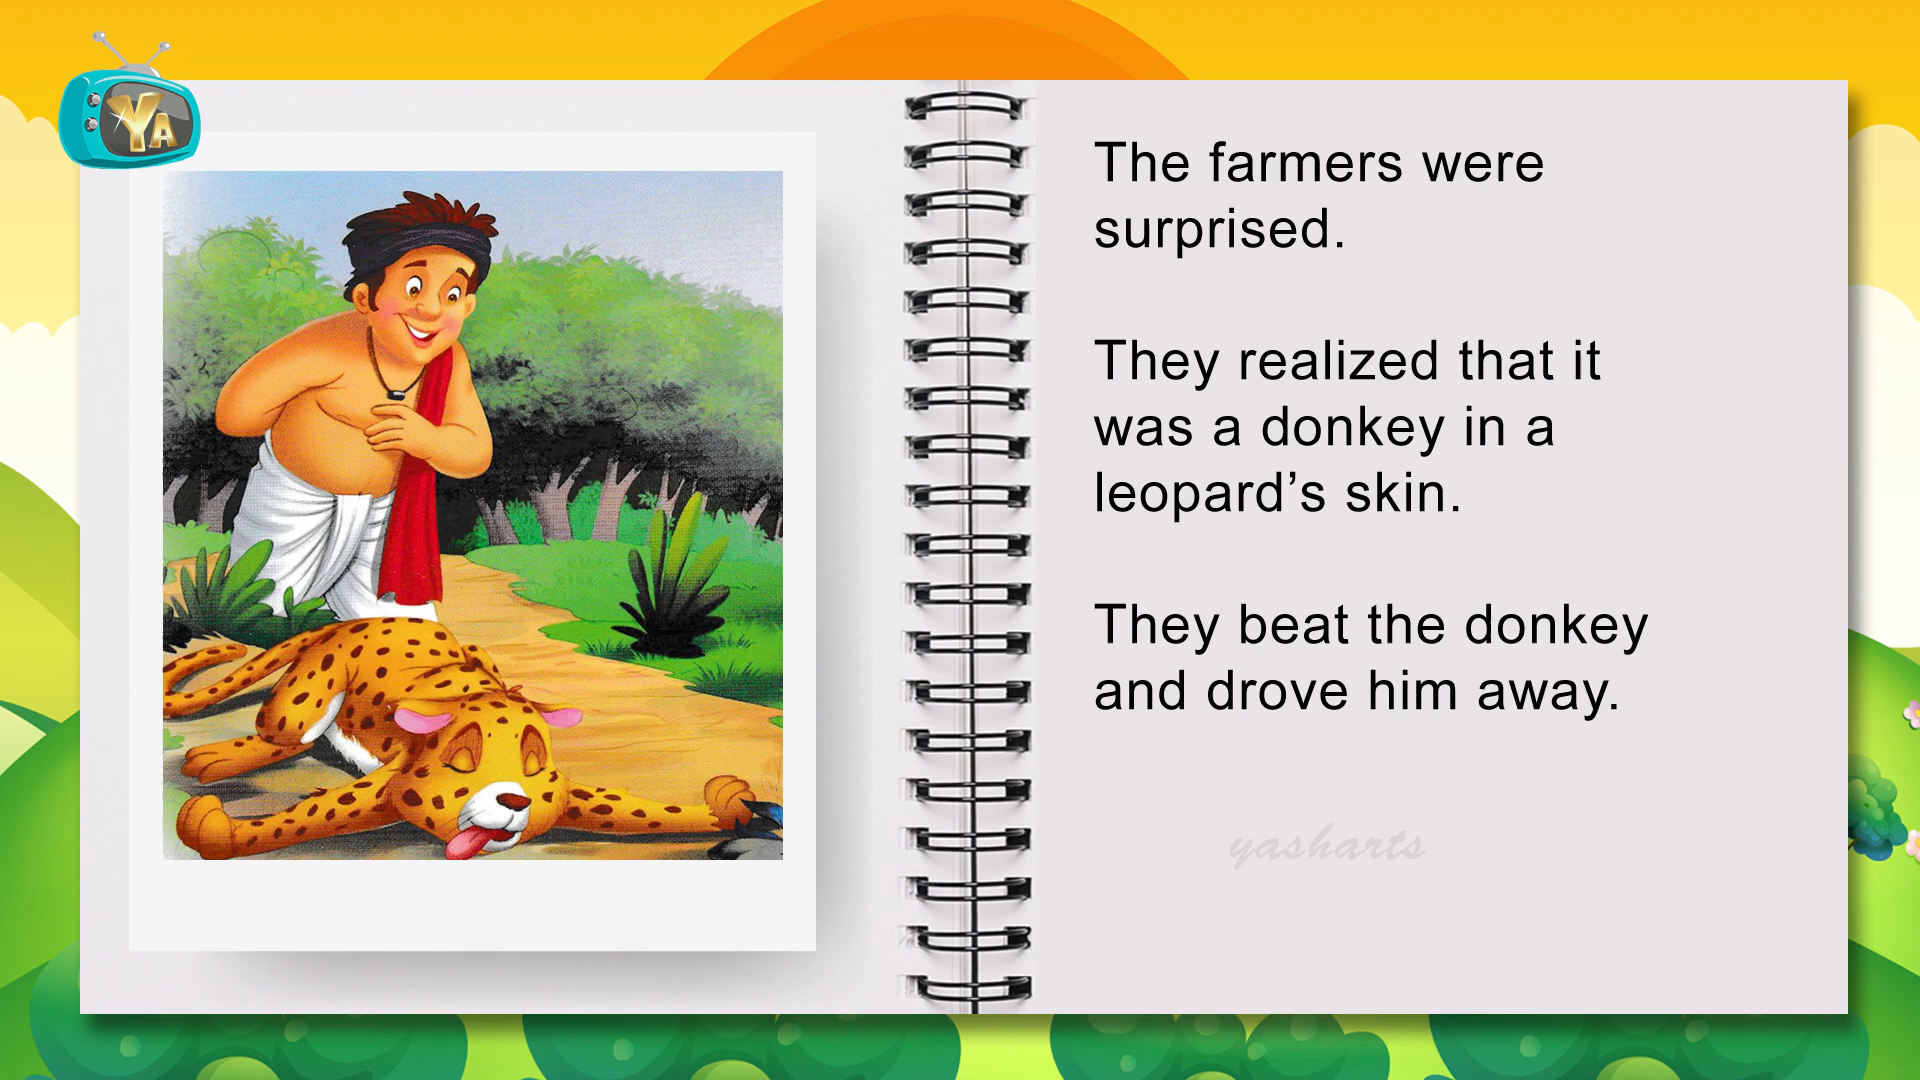 YA
The farmers were
surprised.
They realized that it
was a donkey in a
leopard’s skin.
They beat the donkey
and drove him away.
yasharts